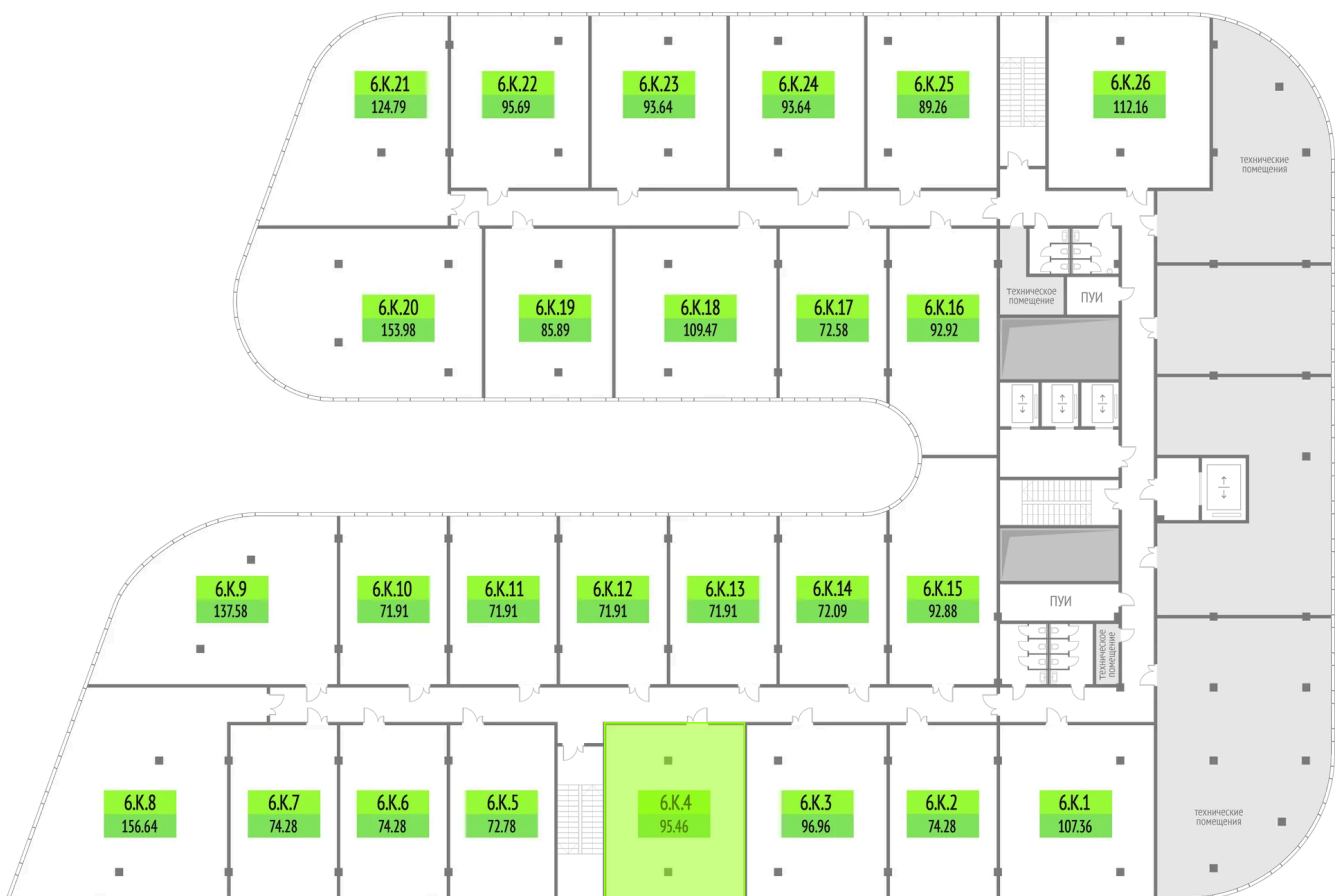 6.К.21
124.79
6.К.22
95.69
6.К.23
93.64
6.К.24
93.64
6.К.25
89.26
6.К.26
112.16
технические
помещения
6.К.20
153.98
6.К.19
85.89
6.К.18
109.47
6.К.17
72.58
6.К.16
92.92
техническое
помещение
ПУИ
6.К.9
137.58
6.К.10
71.91
6.К.11
71.91
6.К.12
71.91
6.К.13
71.91
6.К.14
72.09
6.К.15
92.88
ПУИ
техническое
помещение
6.К.8
156.64
6.К.7
74.28
6.К.6
74.28
6.К.5
72.78
6.К.4
95.46
6.К.3
96.96
6.К.2
74.28
6.К.1
107.36
технические
помещения